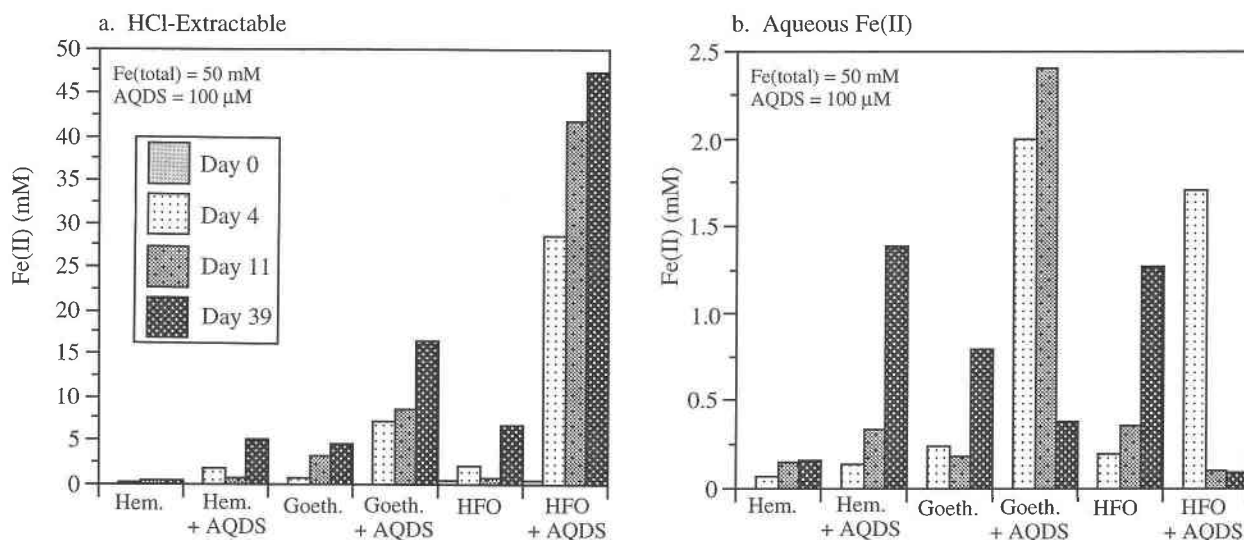 a. HCl-Extractable
Fe(II) (mM)
50
45
40
35
30
25
20
15
10
5
0
Fe(total) = 50 mM
AQDS = 100 µM
Day 0
Day 4
Day 11
Day 39
Hem.
Hem.
+ AQDS
Goeth.
Goeth.
+ AQDS
HFO
HFO
+ AQDS
b. Aqueous Fe(II)
Fe(II) (mM)
2.5
2.0
1.5
1.0
0.5
0
Fe(total) = 50 mM
AQDS = 100 µM
Hem.
Hem.
+ AQDS
Goeth.
Goeth.
+ AQDS
HFO
HFO
+ AQDS